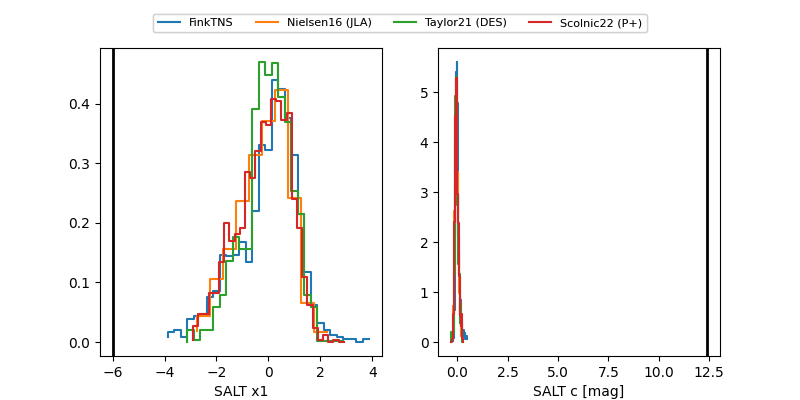 FinkTNS Nielsen16 (JLA) Taylor21 (DES) Scolnic22 (P+)
0.4
0.3
0.2
0.1
0.0
−6 −4 −2 0 2 4
SALT x1
5
4
3
2
1
0
0.0 2.5 5.0 7.5 10.0 12.5
SALT c [mag]